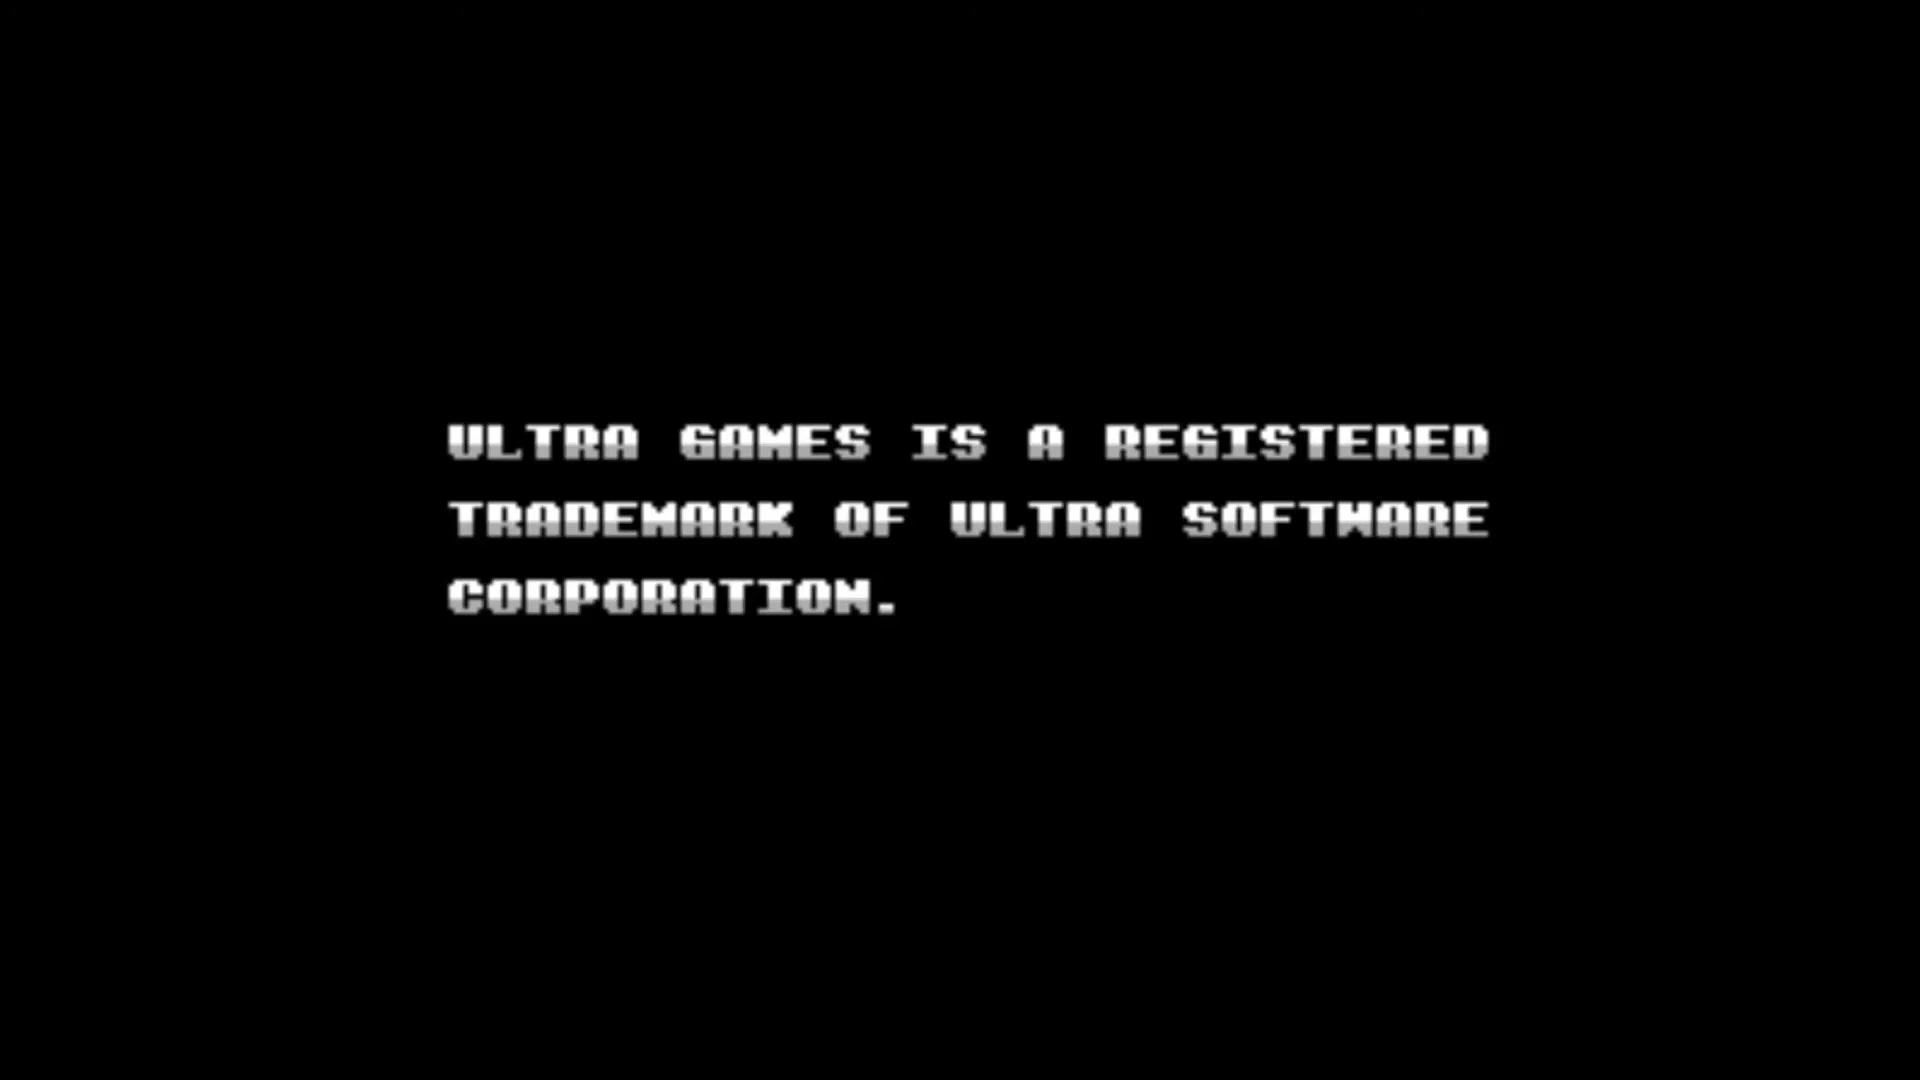 ULTRA GAMES IS A REGISTERED
TRADEMARK OF ULTRA SOFTWARE
CORPORATION.